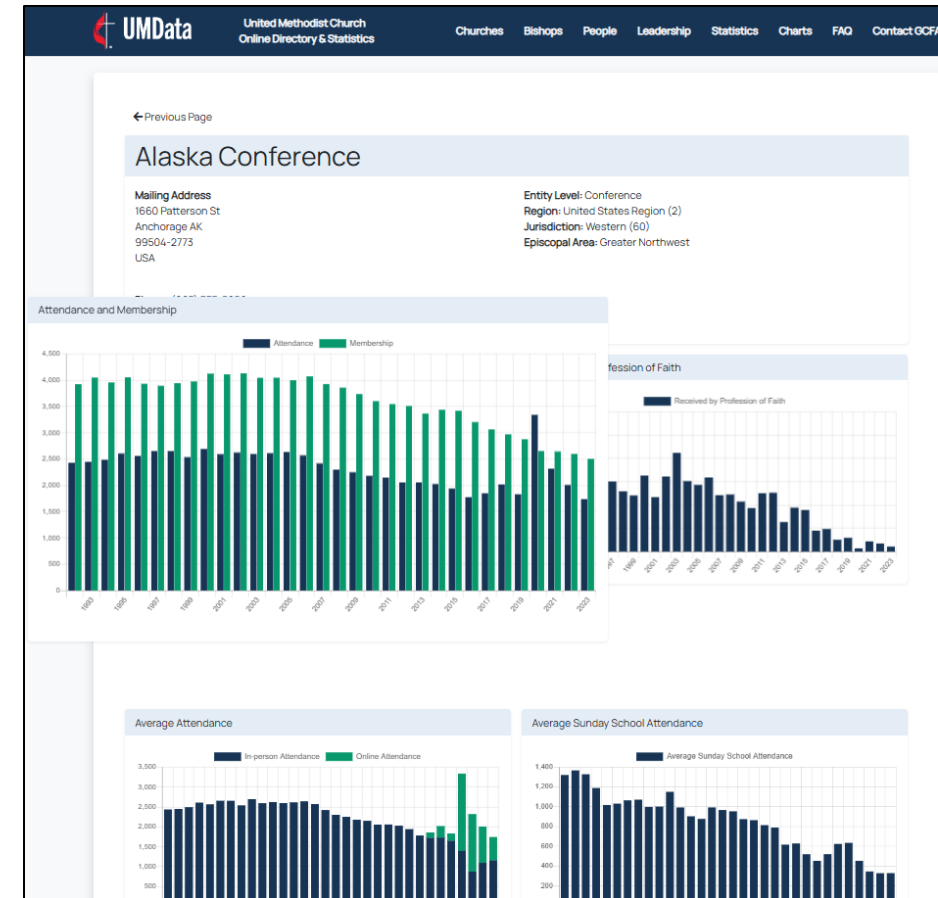 UMData
United Methodist Church
Online Directory & Statistics
Churches Bishops People Leadership Statistics Charts FAQ Contact GCFA
Previous Page
Alaska Conference
Mailing Address
1660 Patterson St
Anchorage AK
99504-2773
USA
Entity Level: Conference
Region: United States Region (2)
Jurisdiction: Western (60)
Episcopal Area: Greater Northwest
Attendance and Membership
Attendance Membership
4,500
4,000
3,500
3,000
2,500
2,000
1,500
1,000
500
0
1993 1995 1997 1999 2001 2003 2005 2007 2009 2011 2013 2015 2017 2019 2021 2023
fession of Faith
Received by Profession of Faith
1999 2001 2003 2005 2007 2009 2011 2013 2015 2017 2019 2021 2023
Average Attendance
In-person Attendance Online Attendance
3,500
3,000
2,500
2,000
1,500
1,000
500
Average Sunday School Attendance
Average Sunday School Attendance
1,400
1,200
1,000
800
600
400
200